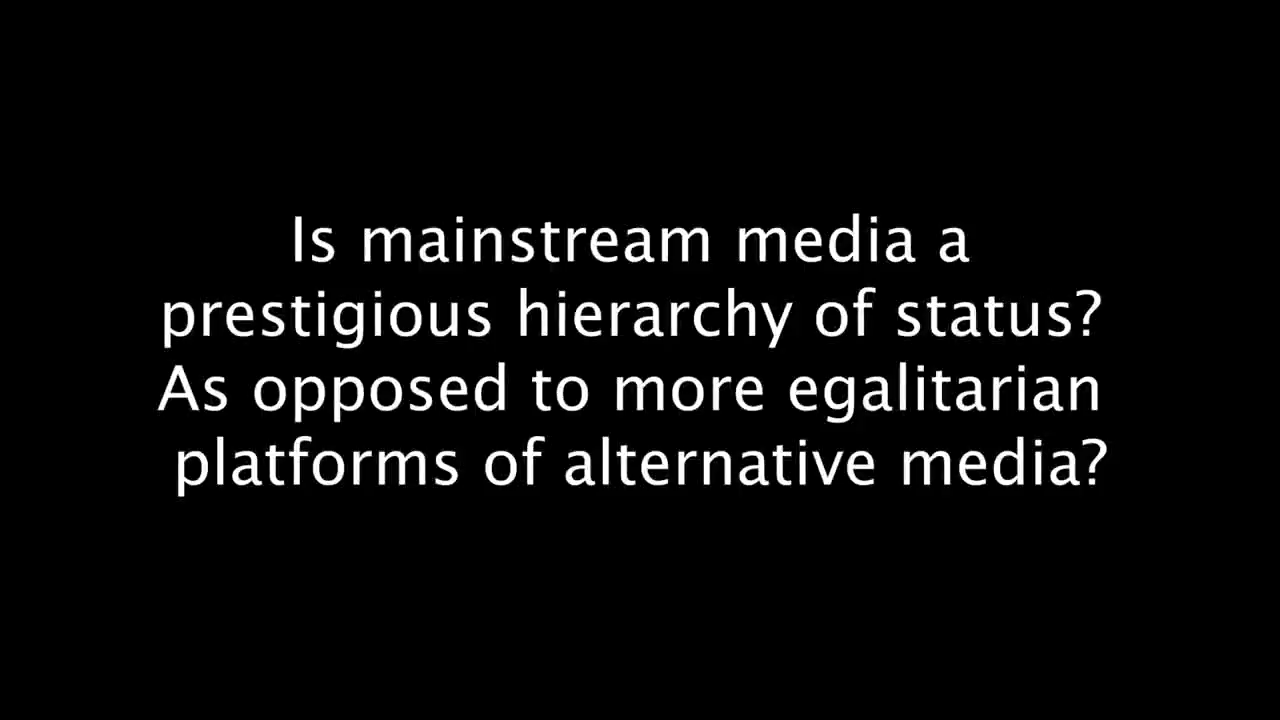 Is mainstream media a
prestigious hierarchy of status?
As opposed to more egalitarian
platforms of alternative media?